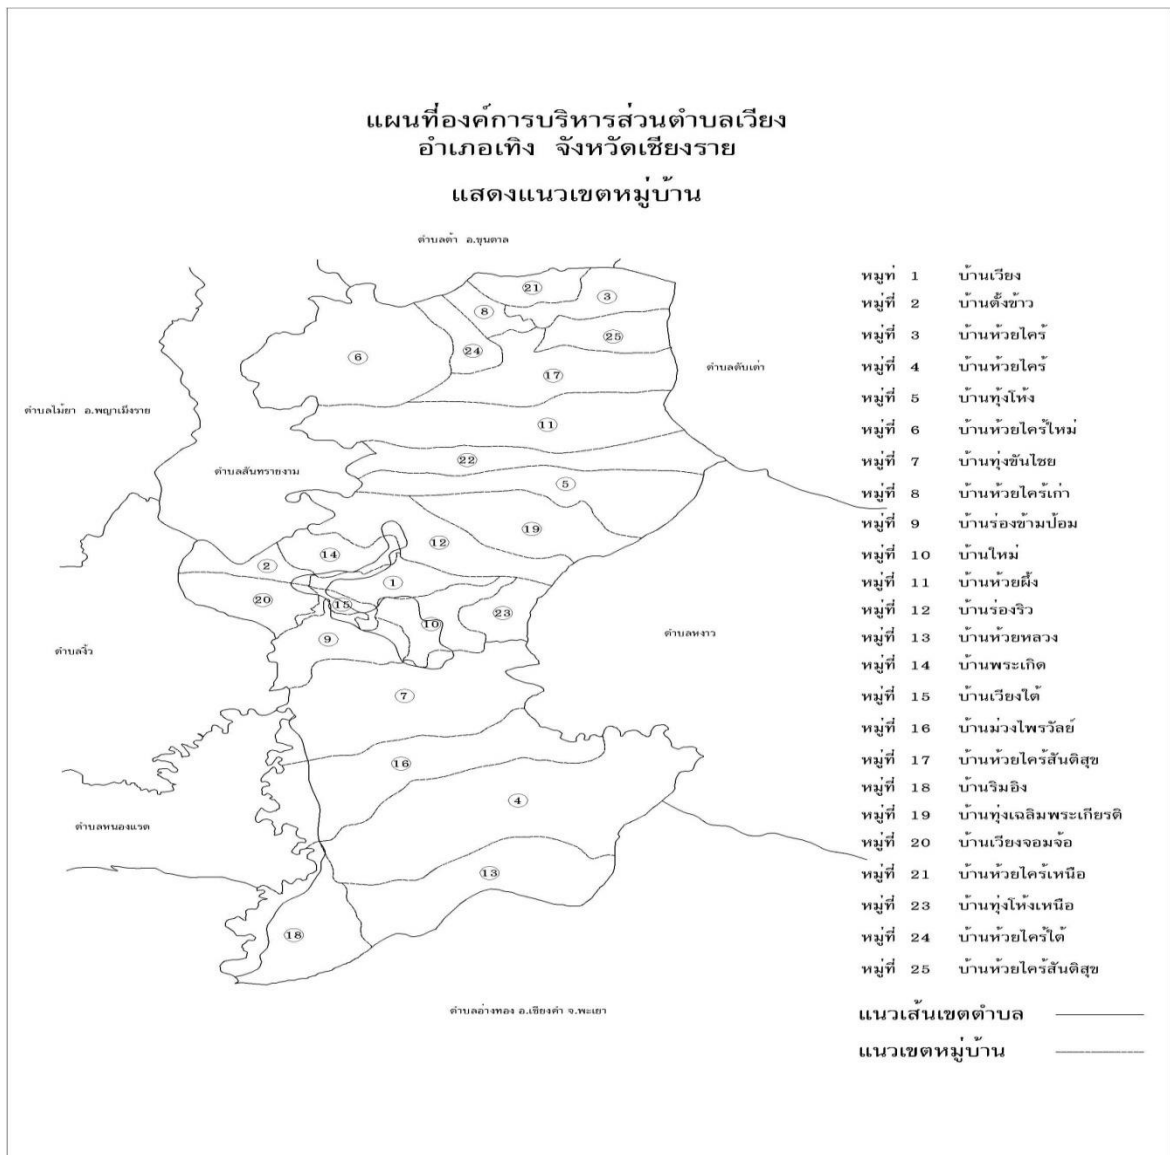 แผนที่องค์การบริหารส่วนตำบลเวียง
อำเภอเทิง จังหวัดเชียงราย
แสดงแนวเขตหมู่บ้าน
ตำบลต้า อ.ขุนตาล
21
3
8
25
24
6
17
ตำบลตับเต่า
ตำบลไม้ยา อ.พญาเม็งราย
11
22
ตำบลสันทรายงาม
5
19
12
14
2
1
20
15
23
10
9
ตำบลหงาว
ตำบลงิ้ว
7
16
4
ตำบลหนองแรด
13
18
ตำบลอ่างทอง อ.เชียงคำ จ.พะเยา
หมู่ที่ 1 บ้านเวียง
หมู่ที่ 2 บ้านตั้งข้าว
หมู่ที่ 3 บ้านห้วยไคร้
หมู่ที่ 4 บ้านห้วยไคร้
หมู่ที่ 5 บ้านทุ้งโห้ง
หมู่ที่ 6 บ้านห้วยไคร้ใหม่
หมู่ที่ 7 บ้านทุ่งขันไชย
หมู่ที่ 8 บ้านห้วยไคร้เก่า
หมู่ที่ 9 บ้านร่องข้ามป้อม
หมู่ที่ 10 บ้านใหม่
หมู่ที่ 11 บ้านห้วยผึ้ง
หมู่ที่ 12 บ้านร่องริว
หมู่ที่ 13 บ้านห้วยหลวง
หมู่ที่ 14 บ้านพระเกิด
หมู่ที่ 15 บ้านเวียงใต้
หมู่ที่ 16 บ้านม่วงไพรวัลย์
หมู่ที่ 17 บ้านห้วยไคร้สันติสุข
หมู่ที่ 18 บ้านริมอิง
หมู่ที่ 19 บ้านทุ่งเฉลิมพระเกียรติ
หมู่ที่ 20 บ้านเวียงจอมจ้อ
หมู่ที่ 21 บ้านห้วยไคร้เหนือ
หมู่ที่ 23 บ้านทุ่งโห้งเหนือ
หมู่ที่ 24 บ้านห้วยไคร้ใต้
หมู่ที่ 25 บ้านห้วยไคร้สันติสุข
แนวเส้นเขตตำบล
แนวเขตหมู่บ้าน